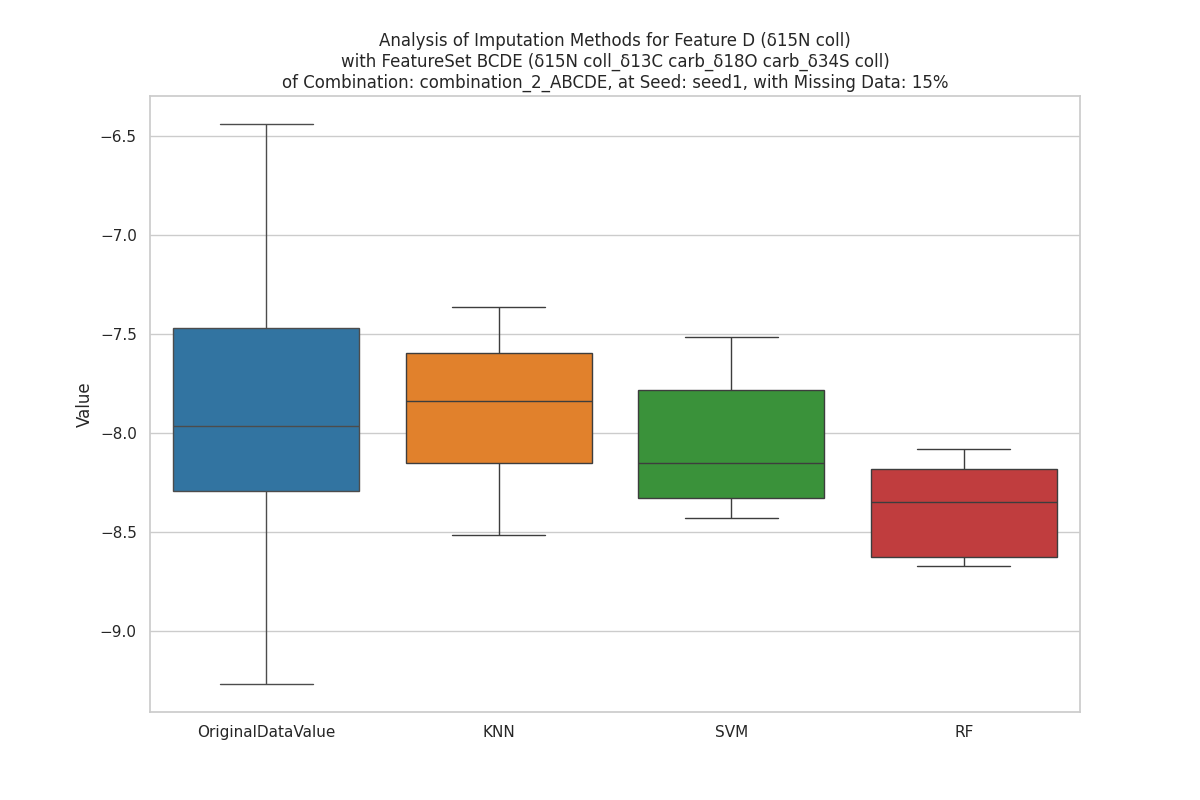 Analysis of Imputation Methods for Feature D (δ15N coll)
with FeatureSet BCDE (δ15N coll_δ13C carb_δ18O carb_δ34S coll)
of Combination: combination_2_ABCDE, at Seed: seed1, with Missing Data: 15%
−6.5
−7.0
−7.5
−8.0
−8.5
−9.0
Value
OriginalDataValue
KNN
SVM
RF